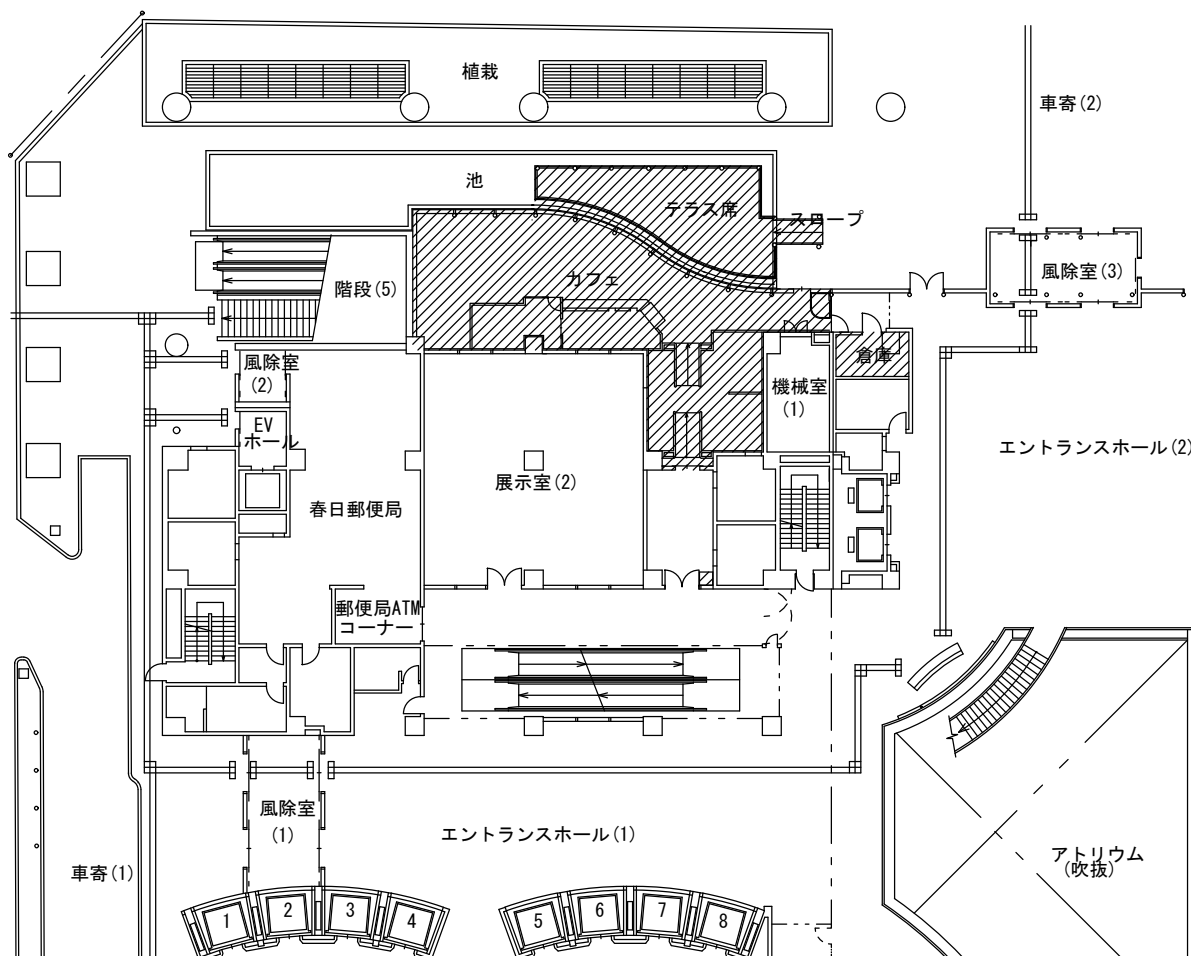 植栽
車寄(2)
池
テラス席
スロープ
カフェ
風除室(3)
階段(5)
風除室
(2)
倉庫
機械室
(1)
EV
ホール
エントランスホール(2)
展示室(2)
春日郵便局
郵便局ATM
コーナー
風除室
(1)
エントランスホール(1)
車寄(1)
アトリウム
(吹抜)
1
2
3
4
5
6
7
8